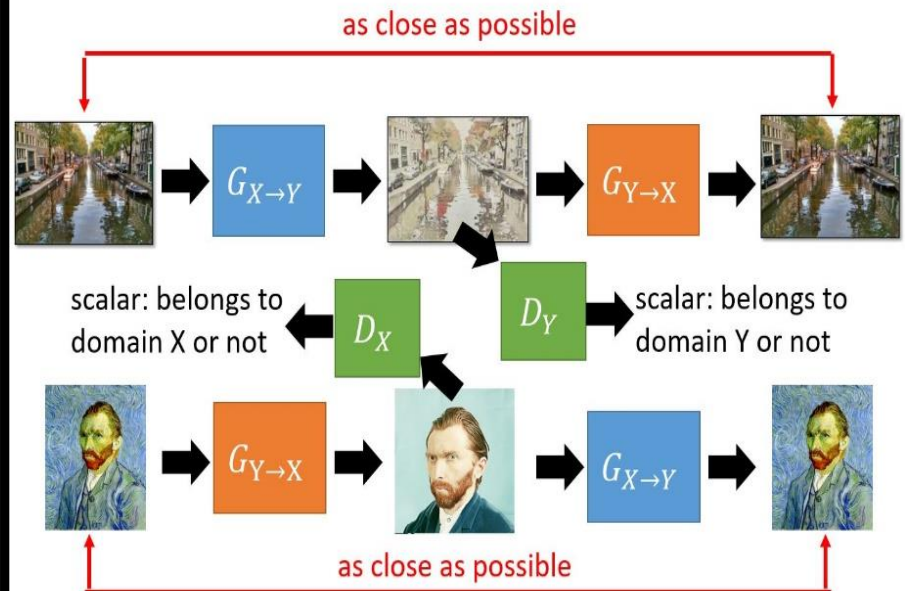 as close as possible
G_{X→Y}
G_{Y→X}
scalar: belongs to
domain X or not
D_X
D_Y
scalar: belongs to
domain Y or not
G_{Y→X}
G_{X→Y}
as close as possible